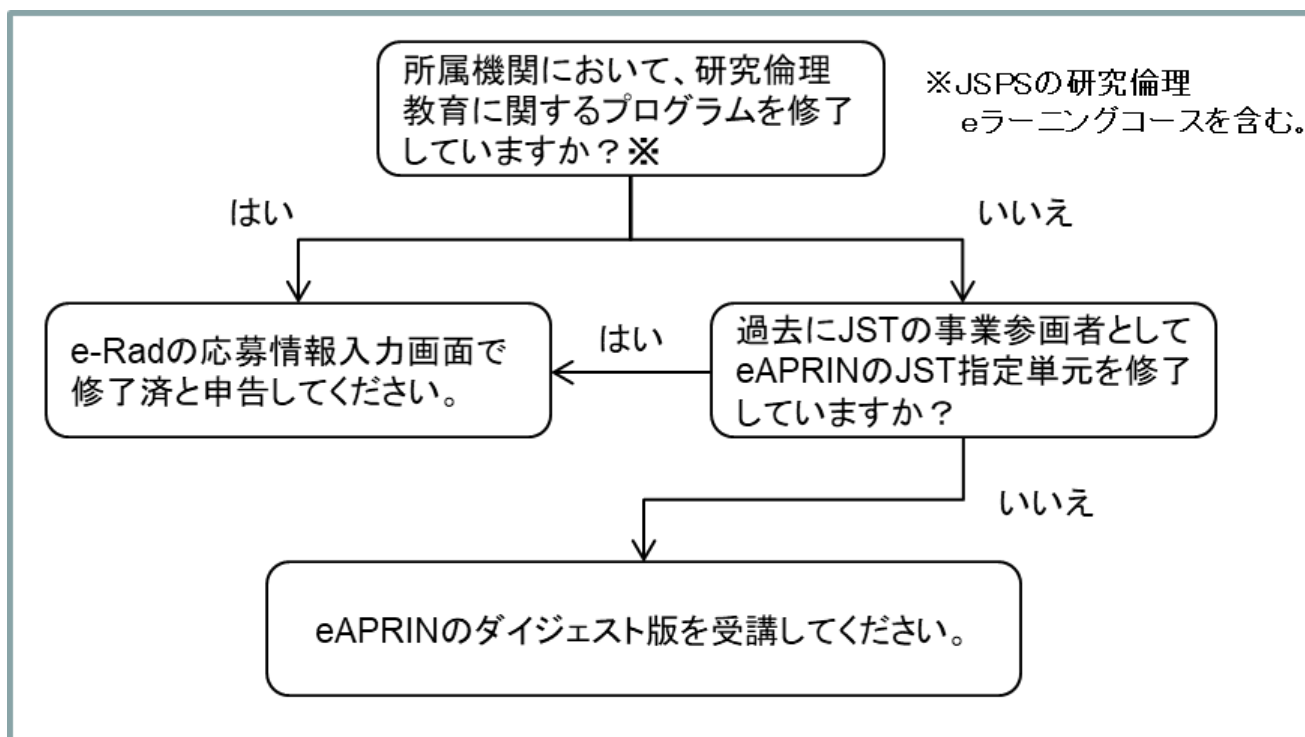 所属機関において、研究倫理
教育に関するプログラムを修了
していますか？※
※JSPSの研究倫理
eラーニングコースを含む。
はい
いいえ
e-Radの応募情報入力画面で
修了済と申告してください。
はい
過去にJSTの事業参画者として
eAPRINのJST指定単元を修了
していますか？
いいえ
eAPRINのダイジェスト版を受講してください。